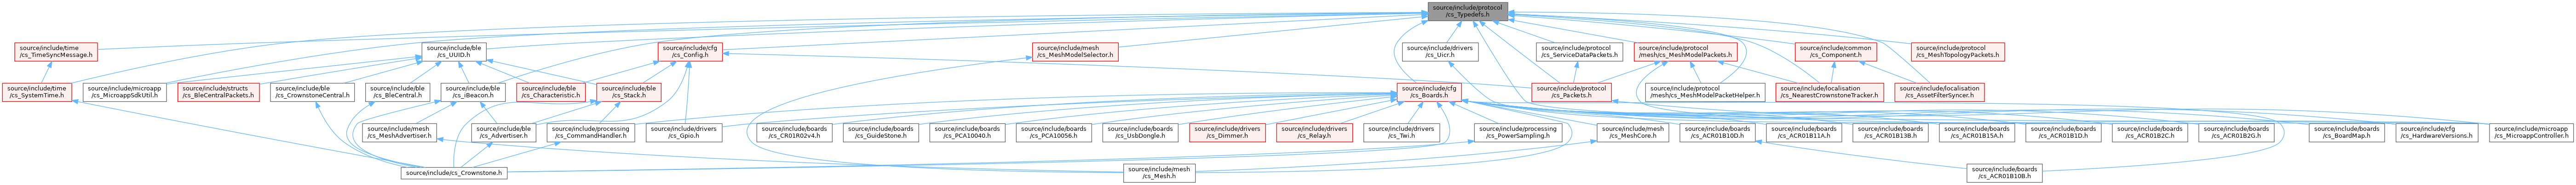 source/include/protocol
/cs_Typedefs.h
source/include/time
/cs_TimeSyncMessage.h
source/include/ble
/cs_UUID.h
source/include/cfg
/cs_Config.h
source/include/mesh
/cs_MeshModelSelector.h
source/include/drivers
/cs_Uicr.h
source/include/protocol
/cs_ServiceDataPackets.h
source/include/protocol
/mesh/cs_MeshModelPackets.h
source/include/common
/cs_Component.h
source/include/protocol
/cs_MeshTopologyPackets.h
source/include/time
/cs_SystemTime.h
source/include/microapp
/cs_MicroappSdkUtil.h
source/include/structs
/cs_BleCentralPackets.h
source/include/ble
/cs_CrownstoneCentral.h
source/include/ble
/cs_BleCentral.h
source/include/ble
/cs_iBeacon.h
source/include/ble
/cs_Characteristic.h
source/include/ble
/cs_Stack.h
source/include/cfg
/cs_Boards.h
source/include/protocol
/cs_Packets.h
source/include/protocol
/mesh/cs_MeshModelPacketHelper.h
source/include/localisation
/cs_NearestCrownstoneTracker.h
source/include/localisation
/cs_AssetFilterSyncer.h
source/include/mesh
/cs_MeshAdvertiser.h
source/include/ble
/cs_Advertiser.h
source/include/processing
/cs_CommandHandler.h
source/include/drivers
/cs_Gpio.h
source/include/boards
/cs_CR01R02v4.h
source/include/boards
/cs_GuideStone.h
source/include/boards
/cs_PCA10040.h
source/include/boards
/cs_PCA10056.h
source/include/boards
/cs_UsbDongle.h
source/include/drivers
/cs_Dimmer.h
source/include/drivers
/cs_Relay.h
source/include/drivers
/cs_Twi.h
source/include/processing
/cs_PowerSampling.h
source/include/mesh
/cs_MeshCore.h
source/include/boards
/cs_ACR01B10D.h
source/include/boards
/cs_ACR01B11A.h
source/include/boards
/cs_ACR01B13B.h
source/include/boards
/cs_ACR01B15A.h
source/include/boards
/cs_ACR01B1D.h
source/include/boards
/cs_ACR01B2C.h
source/include/boards
/cs_ACR01B2G.h
source/include/boards
/cs_BoardMap.h
source/include/cfg
/cs_HardwareVersions.h
source/include/microapp
/cs_MicroappController.h
source/include/cs_Crownstone.h
source/include/mesh
/cs_Mesh.h
source/include/boards
/cs_ACR01B10B.h